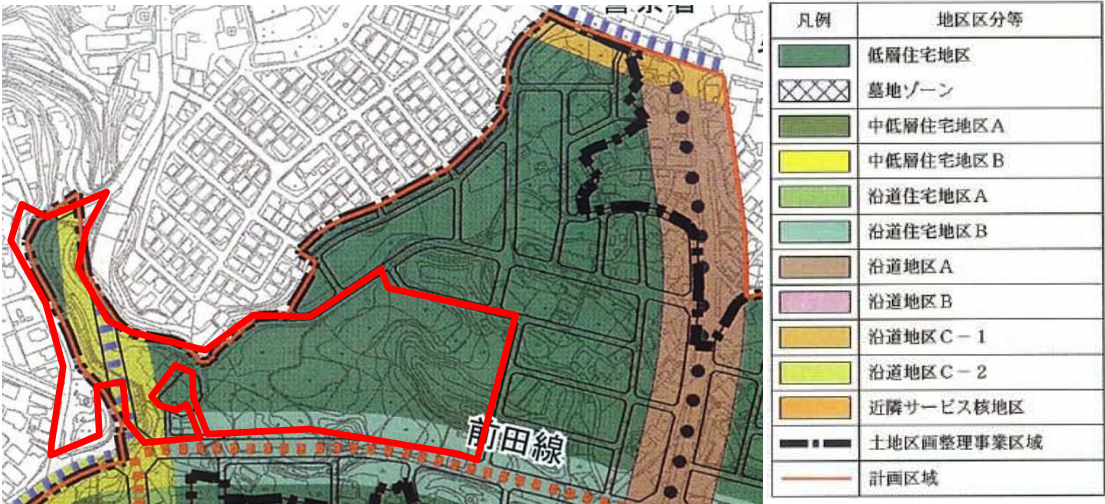 前田線
凡例 地区区分等
低層住宅地区
墓地ゾーン
中低層住宅地区A
中低層住宅地区B
沿道住宅地区A
沿道住宅地区B
沿道地区A
沿道地区B
沿道地区C－1
沿道地区C－2
近隣サービス核地区
土地区画整理事業区域
計画区域